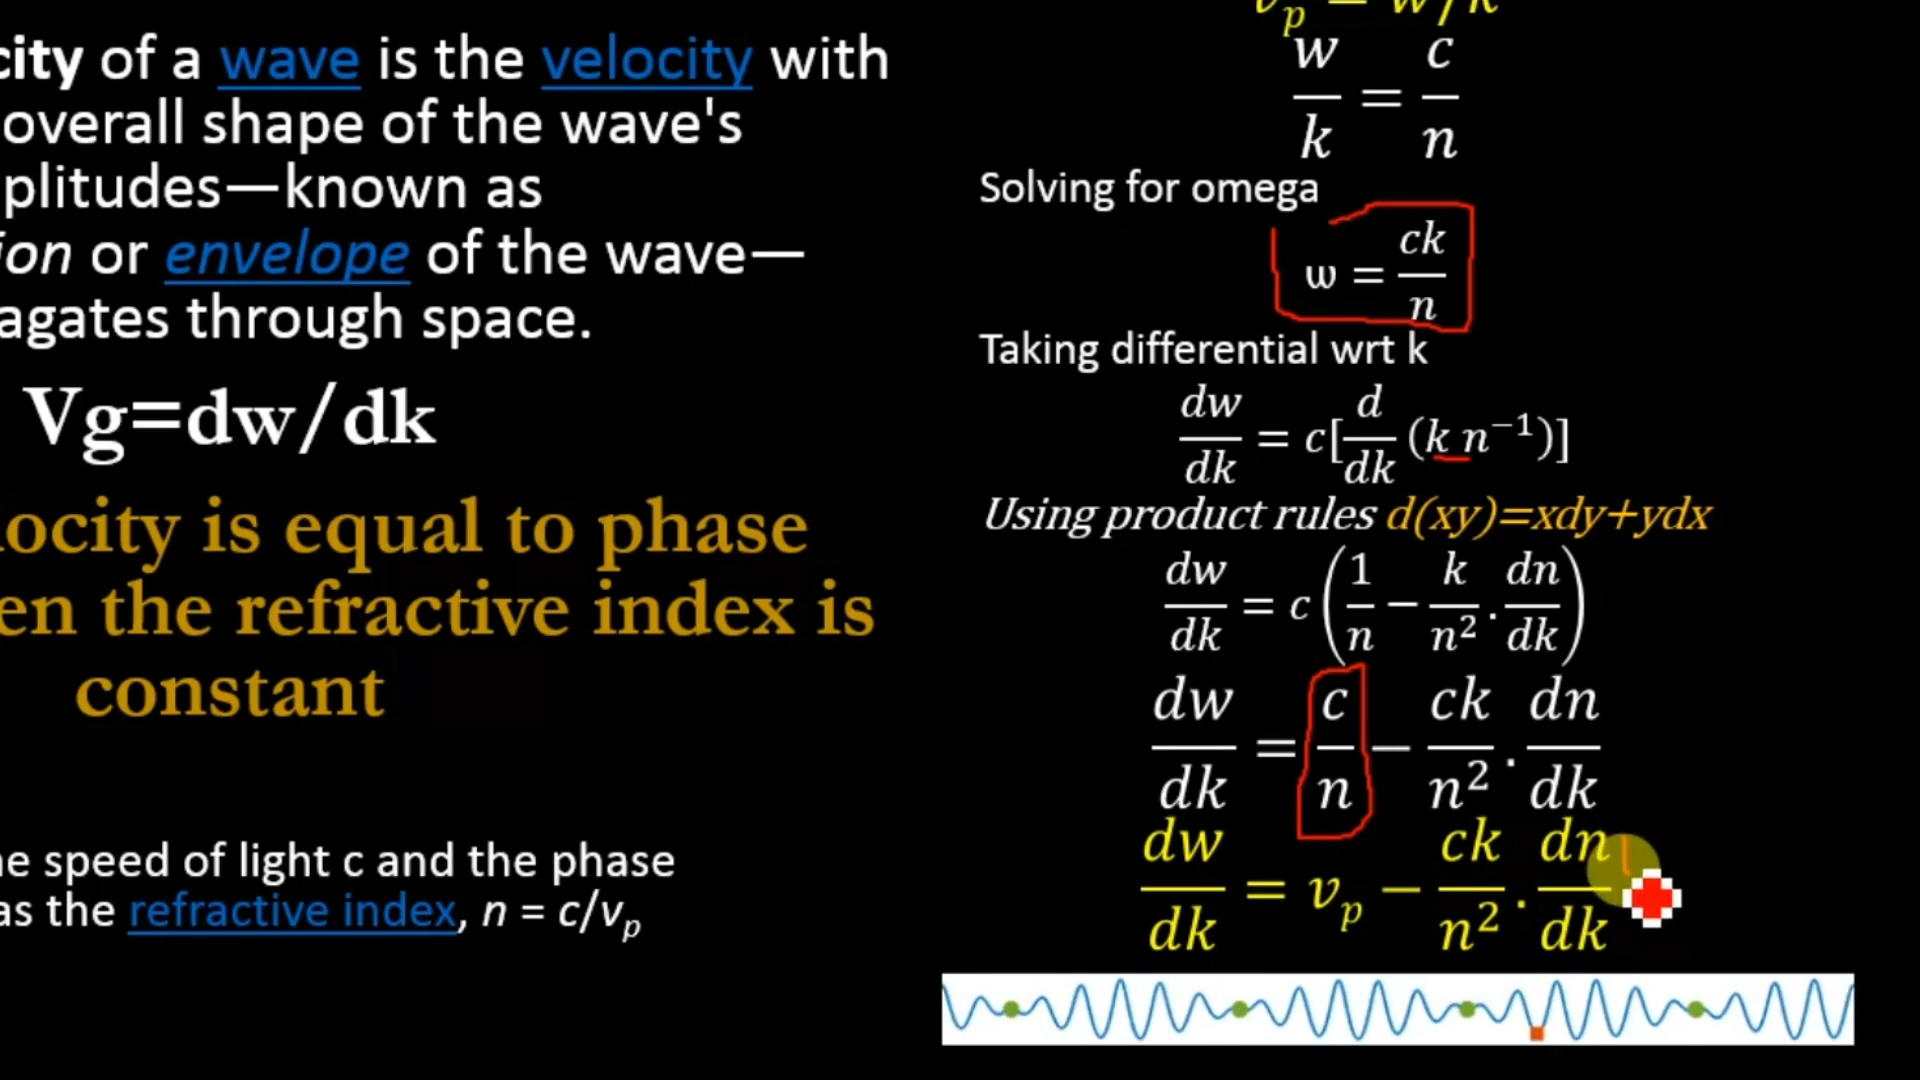 city of a wave is the velocity with
overall shape of the wave's
plitudes—known as
ion or envelope of the wave—
agates through space.
Vg=dw/dk
locity is equal to phase
en the refractive index is
constant
he speed of light c and the phase
as the refractive index, n = c/vₚ
vₚ = w/k
w/k = c/n
Solving for omega
ω = ck/n
Taking differential wrt k
dw/dk = c[d/dk (k n⁻¹)]
Using product rules d(xy)=xdy+ydx
dw/dk = c(1/n − k/n² . dn/dk)
dw/dk = c/n − ck/n² . dn/dk
dw/dk = vₚ − ck/n² . dn/dk